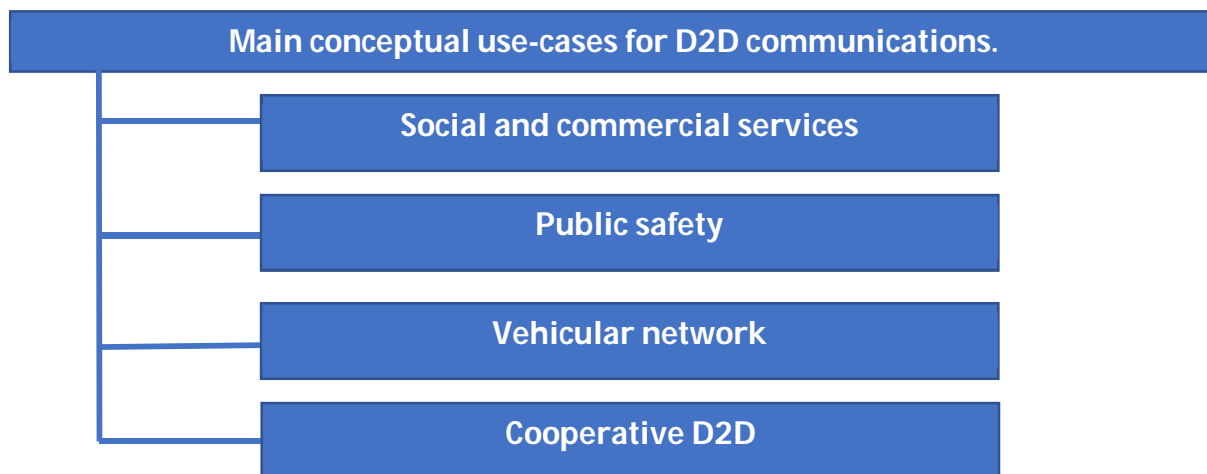 Main conceptual use-cases for D2D communications.
Social and commercial services
Public safety
Vehicular network
Cooperative D2D